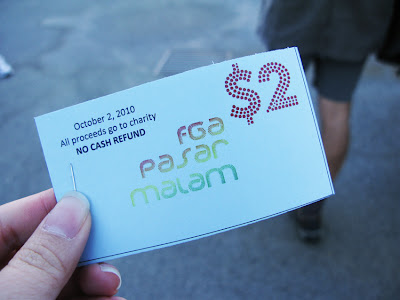 October 2, 2010
All proceeds go to charity
NO CASH REFUND
$2
FGA
pasar
malam